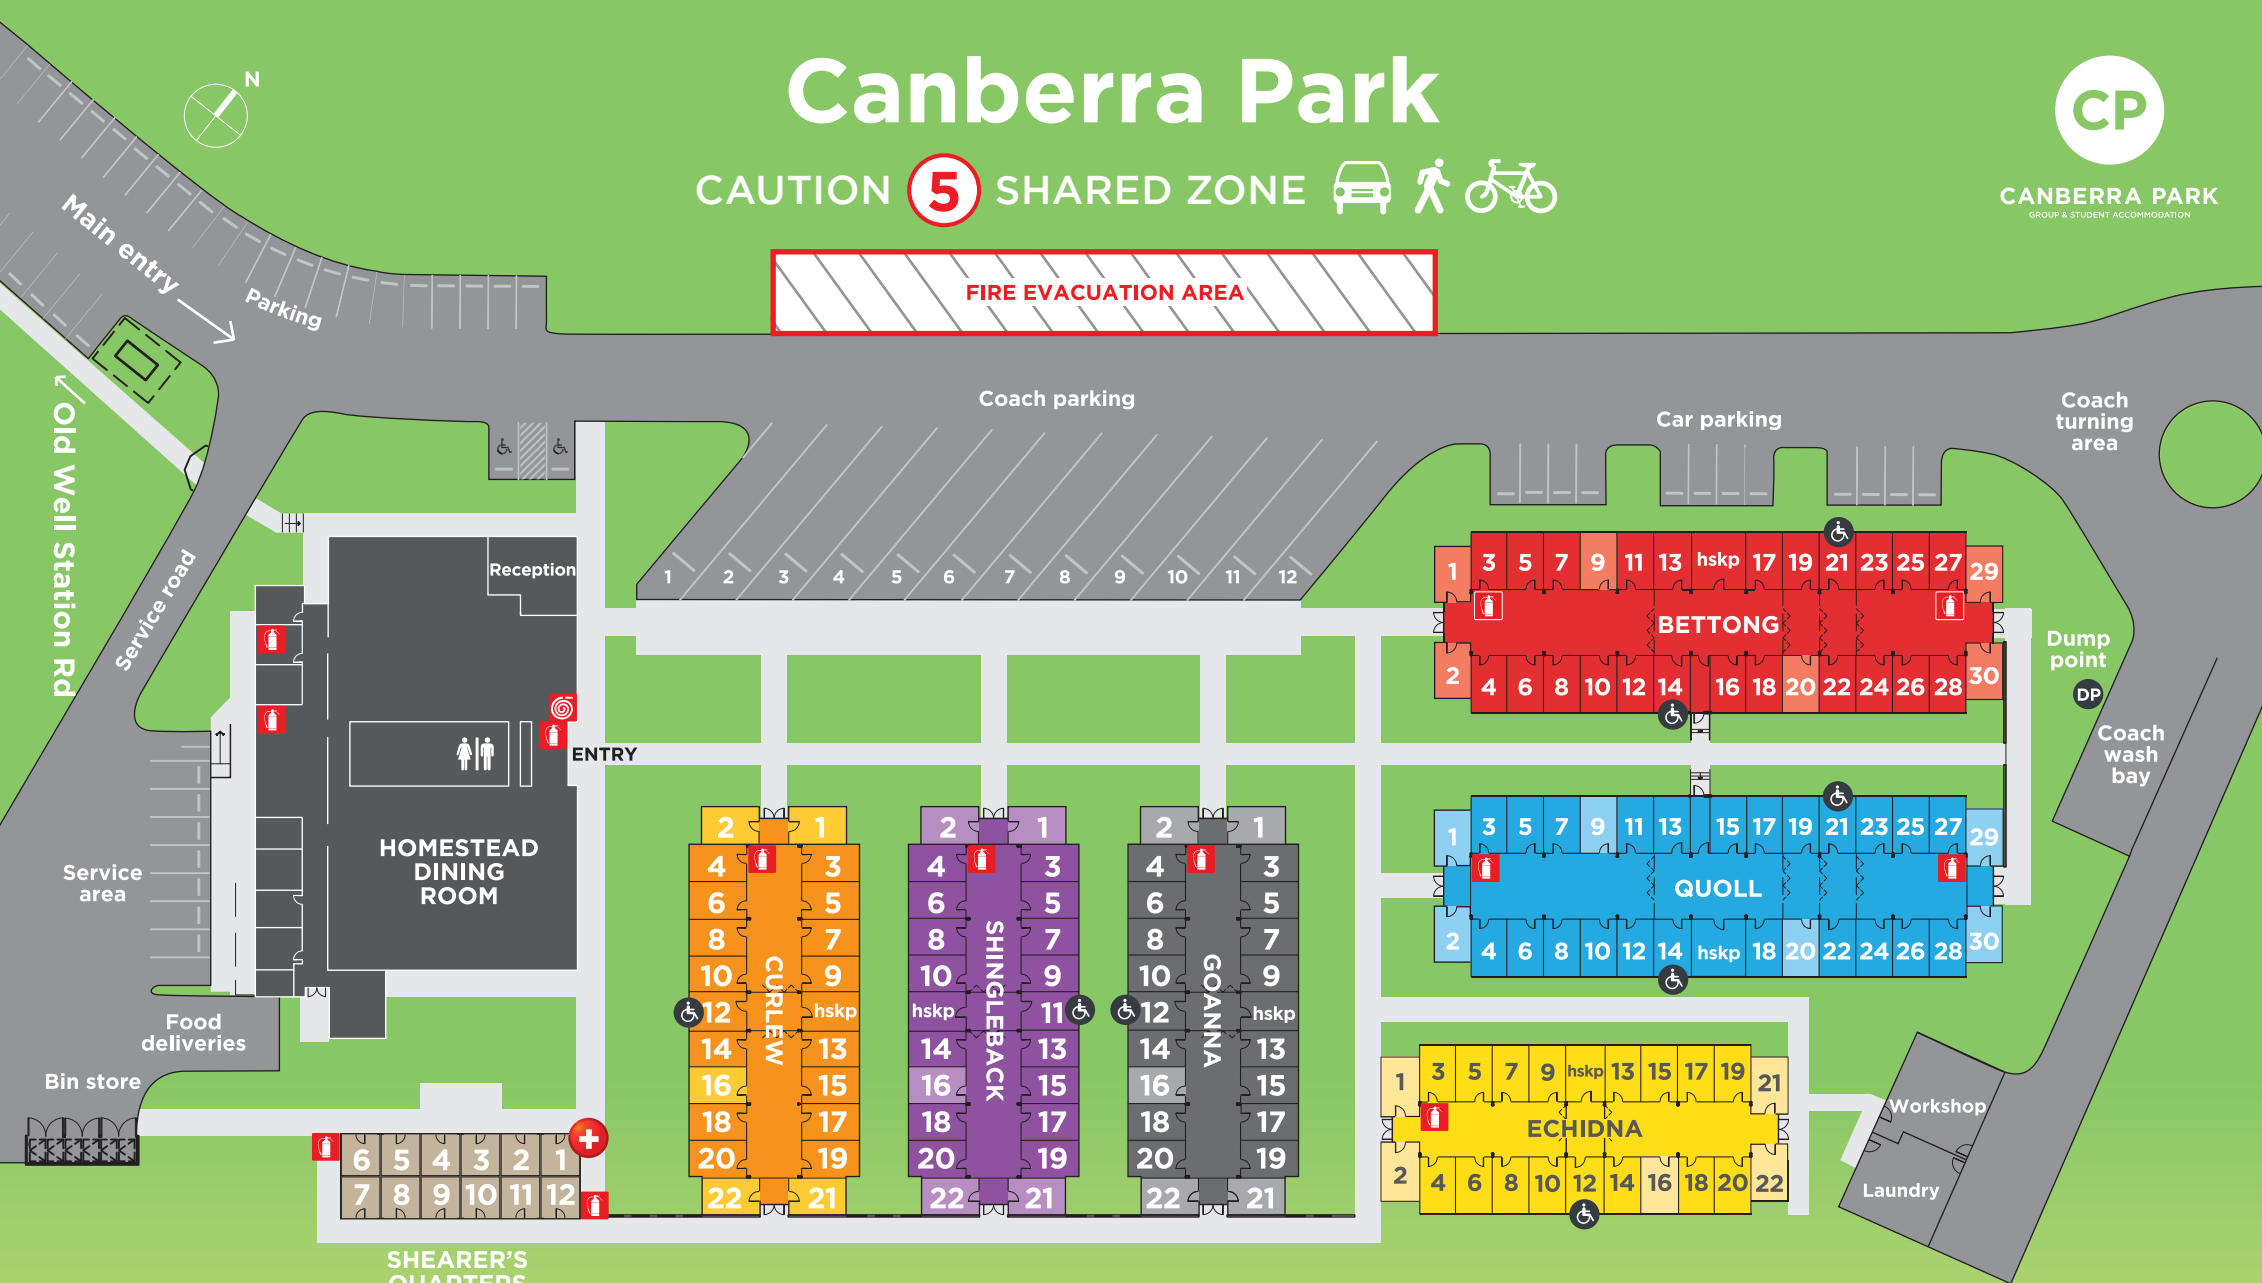 Canberra Park
CAUTION 5 SHARED ZONE
CP
CANBERRA PARK
GROUP & STUDENT ACCOMMODATION
N
Main entry
Parking
FIRE EVACUATION AREA
Coach parking
Car parking
Coach
turning
area
Old Well Station Rd
Service road
Reception
1 2 3 4 5 6 7 8 9 10 11 12
ENTRY
HOMESTEAD
DINING
ROOM
Service
area
Food
deliveries
Bin store
6 5 4 3 2 1
7 8 9 10 11 12
SHEARER'S
QUARTERS
2 1
4 3
6 5
8 7
10 9
12 hskp
14 13
16 15
18 17
20 19
22 21
CURLEW
2 1
4 3
6 5
8 7
10 9
hskp 11
14 13
16 15
18 17
20 19
22 21
SHINGLEBACK
2 1
4 3
6 5
8 7
10 9
12 hskp
14 13
16 15
18 17
20 19
22 21
GOANNA
1 3 5 7 9 11 13 hskp 17 19 21 23 25 27 29
BETTONG
2 4 6 8 10 12 14 16 18 20 22 24 26 28 30
1 3 5 7 9 11 13 15 17 19 21 23 25 27 29
QUOLL
2 4 6 8 10 12 14 hskp 18 20 22 24 26 28 30
1 3 5 7 9 hskp 13 15 17 19 21
ECHIDNA
2 4 6 8 10 12 14 16 18 20 22
Dump
point
DP
Coach
wash
bay
Workshop
Laundry